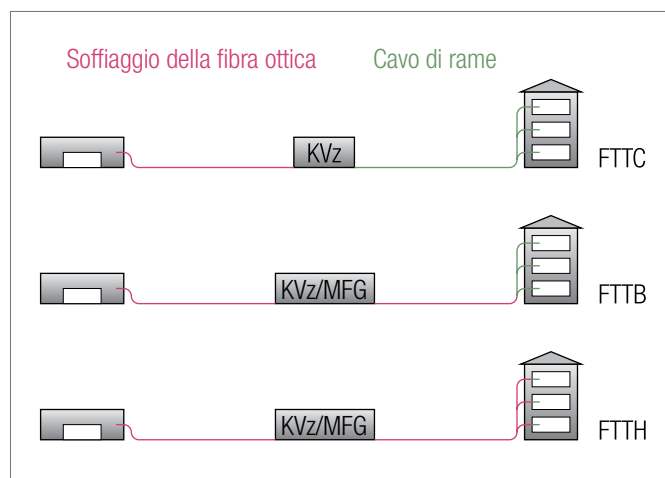 Soffiaggio della fibra ottica Cavo di rame
KVz FTTC
KVz/MFG FTTB
KVz/MFG FTTH